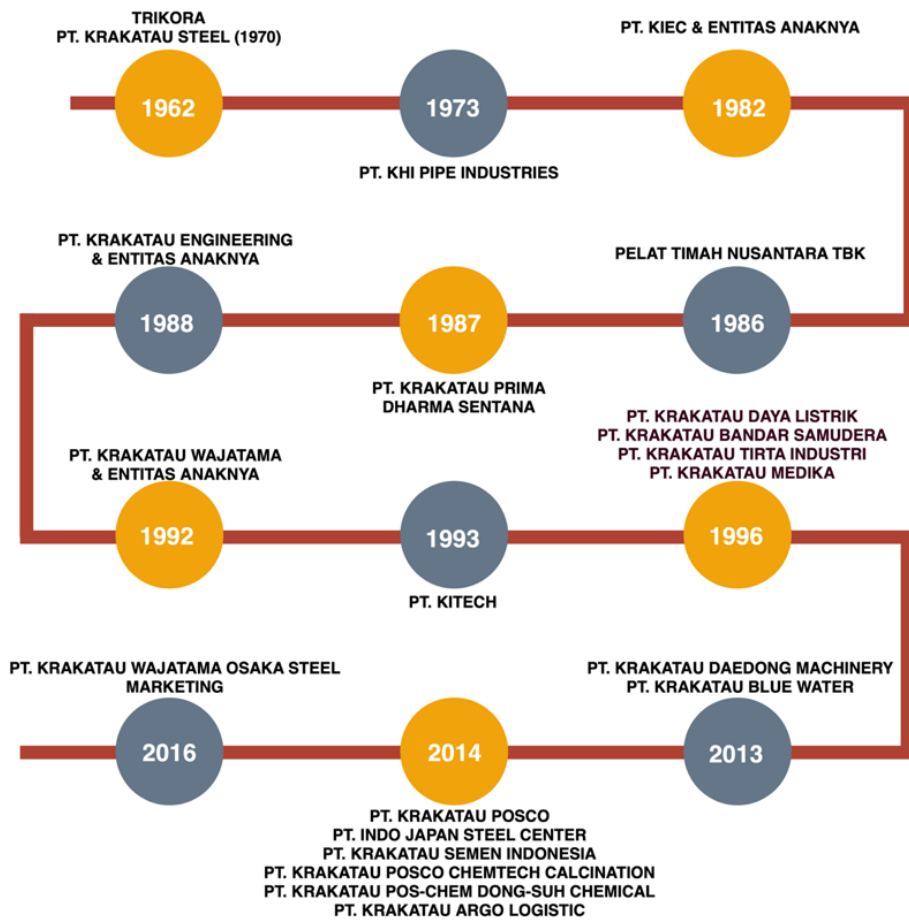 TRIKORA
PT. KRAKATAU STEEL (1970)
1962
1973
PT. KHI PIPE INDUSTRIES
PT. KIEC & ENTITAS ANAKNYA
1982
PELAT TIMAH NUSANTARA TBK
1986
1987
PT. KRAKATAU PRIMA
DHARMA SENTANA
PT. KRAKATAU ENGINEERING
& ENTITAS ANAKNYA
1988
PT. KRAKATAU WAJATAMA
& ENTITAS ANAKNYA
1992
1993
PT. KITECH
PT. KRAKATAU DAYA LISTRIK
PT. KRAKATAU BANDAR SAMUDERA
PT. KRAKATAU TIRTA INDUSTRI
PT. KRAKATAU MEDIKA
1996
PT. KRAKATAU DAEDONG MACHINERY
PT. KRAKATAU BLUE WATER
2013
2014
PT. KRAKATAU POSCO
PT. INDO JAPAN STEEL CENTER
PT. KRAKATAU SEMEN INDONESIA
PT. KRAKATAU POSCO CHEMTECH CALCINATION
PT. KRAKATAU POS-CHEM DONG-SUH CHEMICAL
PT. KRAKATAU ARGO LOGISTIC
PT. KRAKATAU WAJATAMA OSAKA STEEL
MARKETING
2016